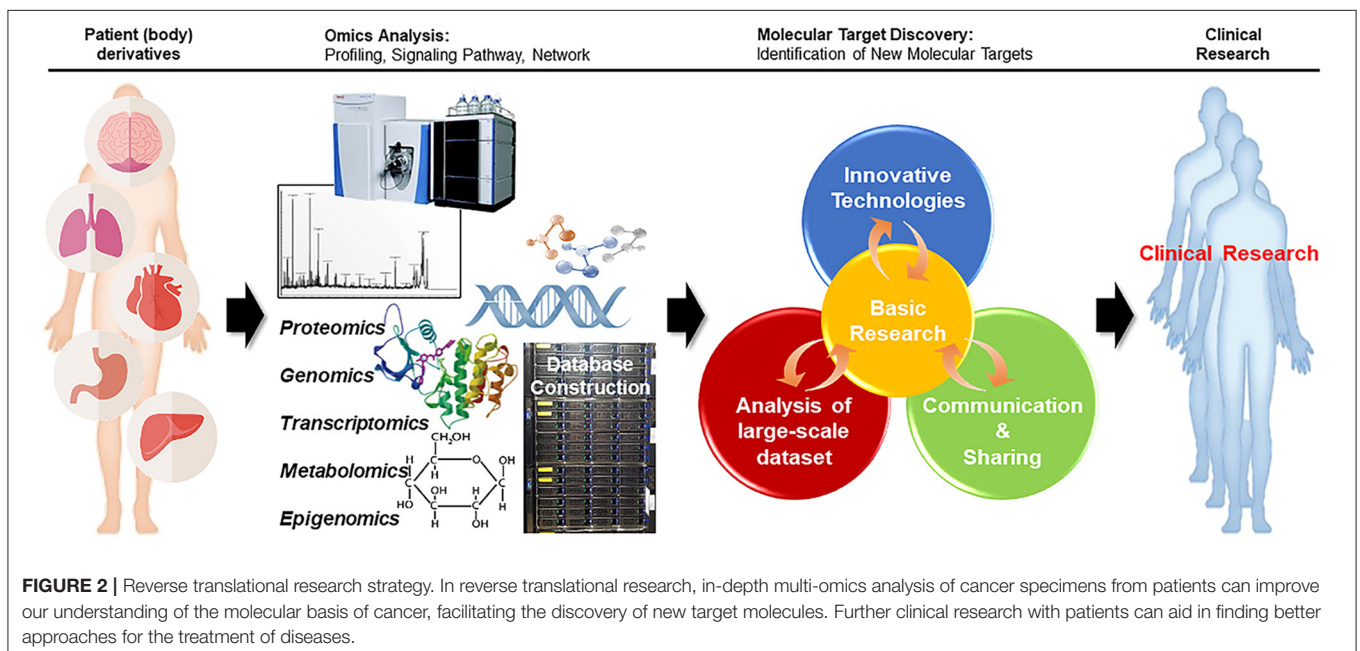 Patient (body)
derivatives
Omics Analysis:
Profiling, Signaling Pathway, Network
Molecular Target Discovery:
Identification of New Molecular Targets
Clinical
Research
Proteomics
Genomics
Transcriptomics
Metabolomics
Epigenomics
Database
Construction
CH₂OH
H
C
O
OH
H
C
OH
H
C
HO
C
C
H
H
OH
Innovative
Technologies
Basic
Research
Analysis of
large-scale
dataset
Communication
&
Sharing
Clinical Research
FIGURE 2 | Reverse translational research strategy. In reverse translational research, in-depth multi-omics analysis of cancer specimens from patients can improve
our understanding of the molecular basis of cancer, facilitating the discovery of new target molecules. Further clinical research with patients can aid in finding better
approaches for the treatment of diseases.